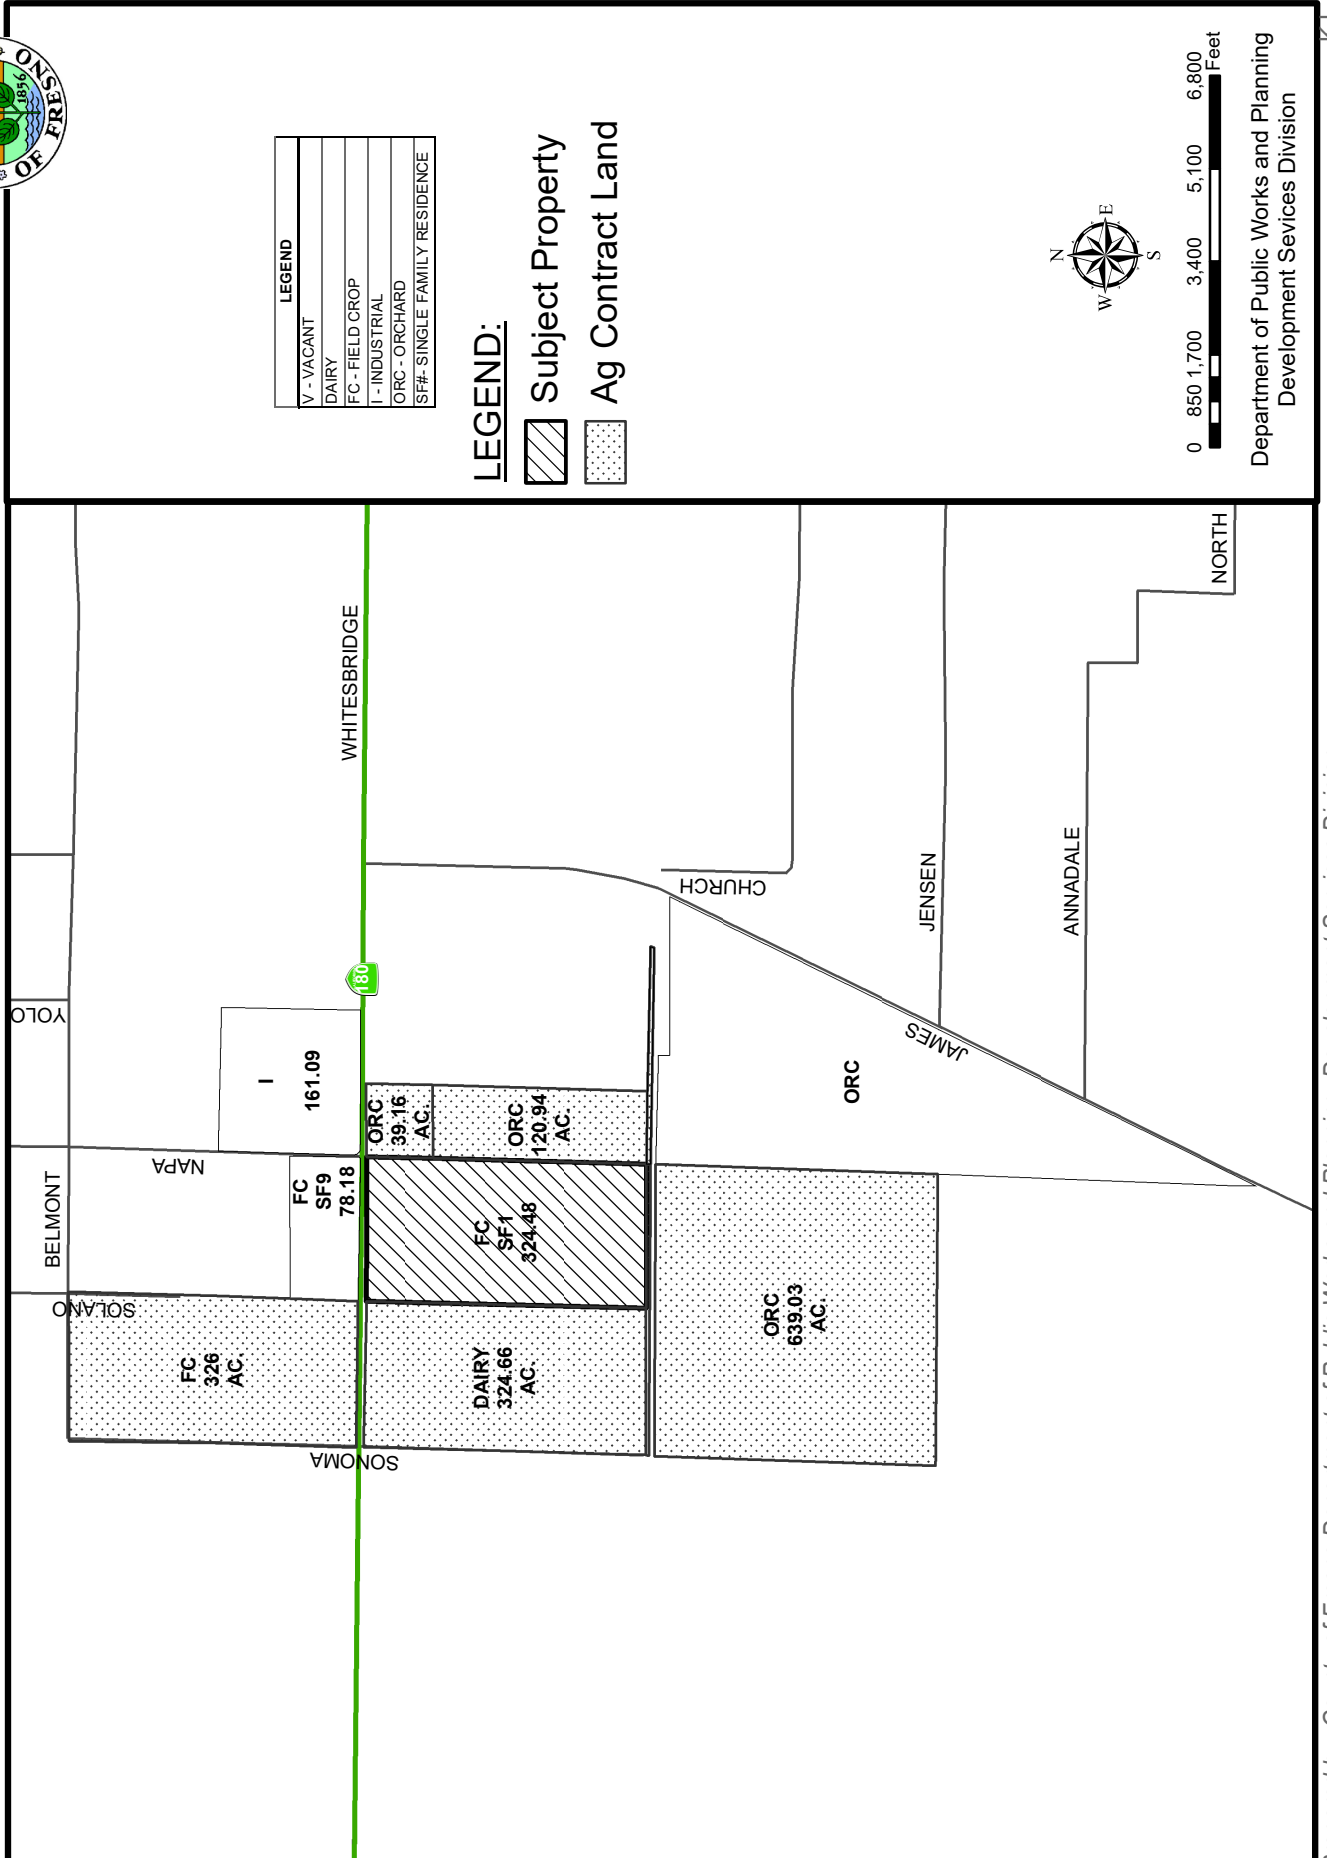 BELMONT
YOLO
NAPA
SOLANO
SONOMA
WHITESBRIDGE
180
I
161.09
FC
SF9
78.18
FC
326
AC.
ORC
39.16
AC.
ORC
120.94
AC.
FC
SF1
324.48
DAIRY
324.66
AC.
ORC
639.03
AC.
ORC
CHURCH
JAMES
JENSEN
ANNADALE
NORTH
OF FRESNO
1856
LEGEND
V - VACANT
DAIRY
FC - FIELD CROP
I - INDUSTRIAL
ORC - ORCHARD
SF#- SINGLE FAMILY RESIDENCE
LEGEND:
Subject Property
Ag Contract Land
N
W
E
S
0 850 1,700 3,400 5,100 6,800
Feet
Department of Public Works and Planning
Development Sevices Division